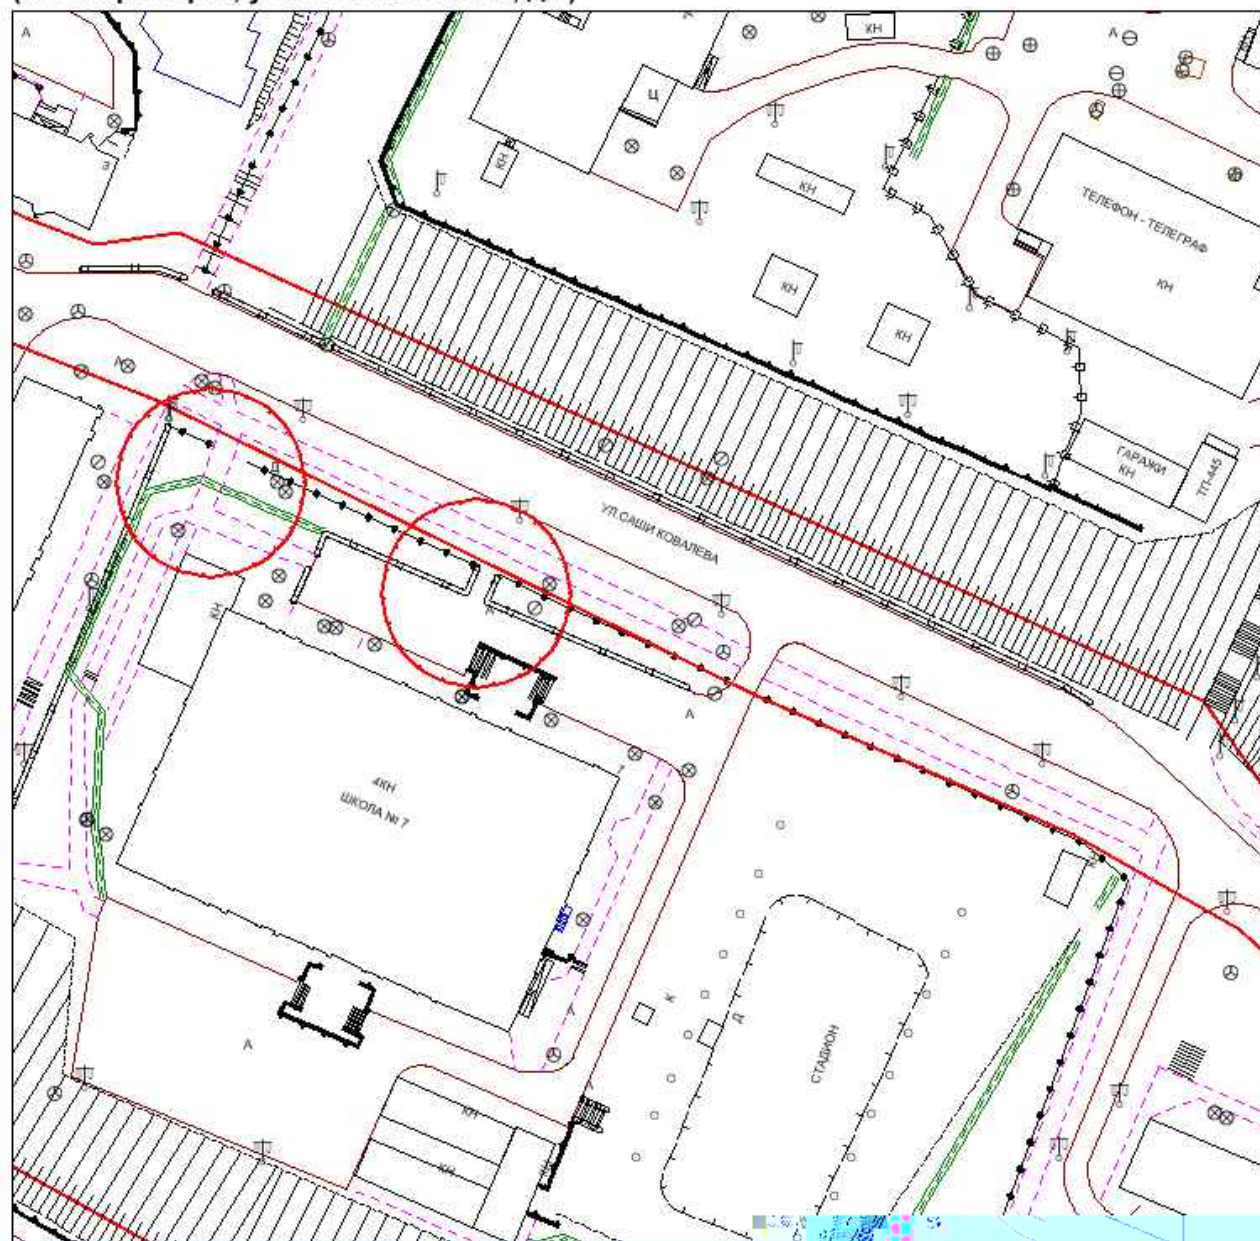 А
КН
А
Ц
КН
КН
ТЕЛЕФОН - ТЕЛЕГРАФ
КН
КН
КН
ГАРАЖИ
КН
ТП-445
А
УЛ.САШИ КОВАЛЕВА
КН
А
4КН
ШКОЛА № 7
К
Д
СТАДИОН
А
А
КН
КН